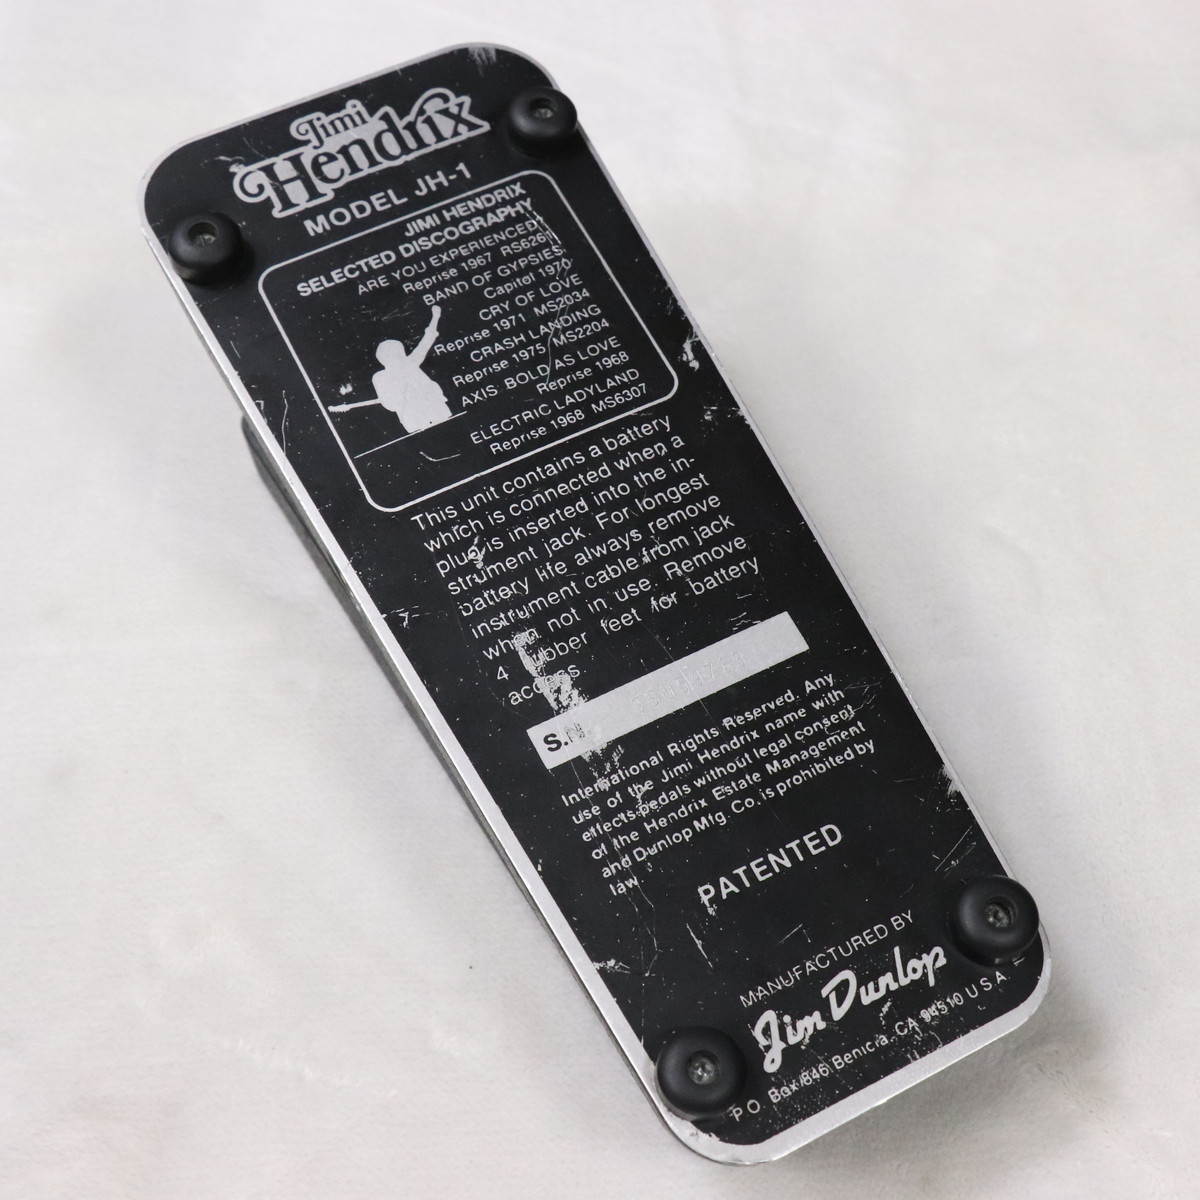 Jimi
Hendrix
MODEL JH-1
JIMI HENDRIX
SELECTED DISCOGRAPHY
ARE YOU EXPERIENCED?
Reprise 1967 RS6261
BAND OF GYPSIES
Capitol 1970
CRY OF LOVE
Reprise 1971 MS2034
CRASH LANDING
Reprise 1975 MS2204
AXIS BOLD AS LOVE
Reprise 1968
ELECTRIC LADYLAND
Reprise 1968 MS6307
This unit contains a battery
which is connected when a
plug is inserted into the in-
strument jack. For longest
battery life always remove
instrument cable from jack
when not in use. Remove
4 rubber feet for battery
access
S.N.
International Rights Reserved. Any
use of the Jimi Hendrix name with
effects pedals without legal consent
of the Hendrix Estate Management
and Dunlop Mfg. Co. is prohibited by
law.
PATENTED
MANUFACTURED BY
Jim Dunlop
P.O. Box 846 Benicia. CA 94510 U.S.A.